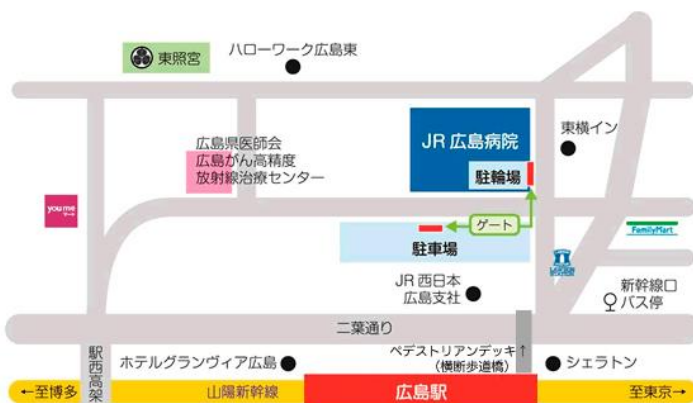 東照宮
ハローワーク広島東
JR 広島病院
東横イン
広島県医師会
広島がん高精度
放射線治療センター
駐輪場
you me
ゲート
FamilyMart
駐車場
JR 西日本
広島支社
新幹線口
バス停
二葉通り
駅西高架
ペデストリアンデッキ↑
(横断歩道橋)
ホテルグランヴィア広島
シェラトン
←至博多
山陽新幹線
広島駅
至東京→